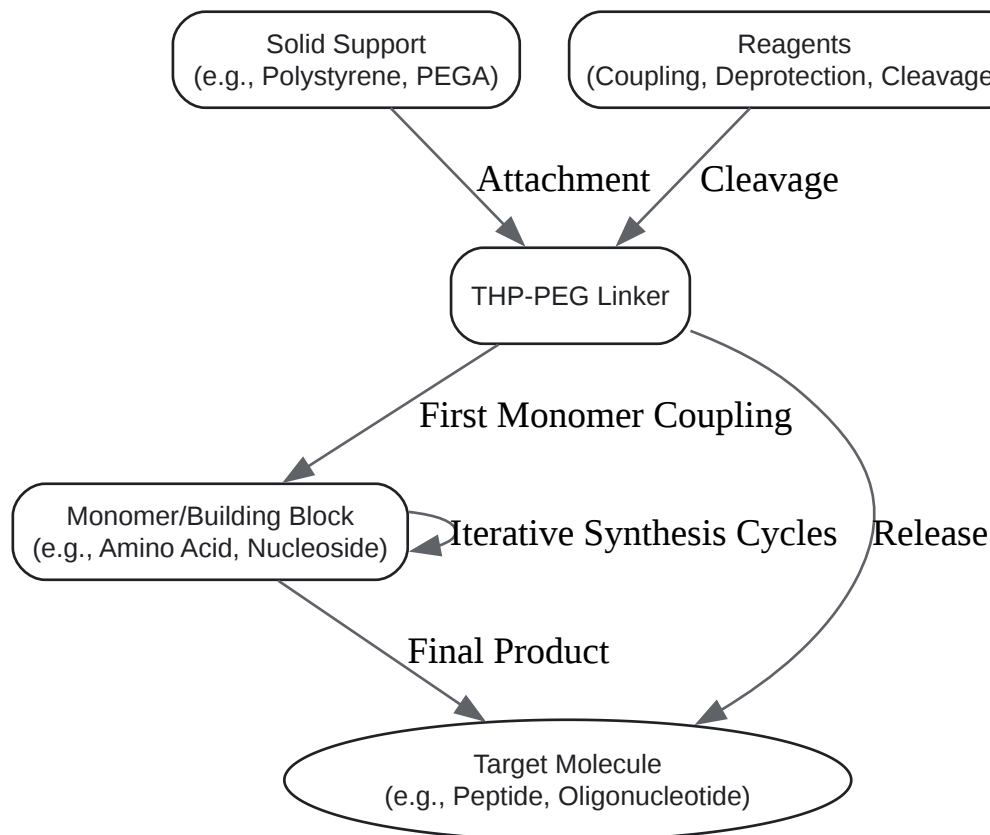 Solid Support
(e.g., Polystyrene, PEGA)
Reagents
(Coupling, Deprotection, Cleavage
Attachment
Cleavage
THP-PEG Linker
First Monomer Coupling
Monomer/Building Block
(e.g., Amino Acid, Nucleoside)
Iterative Synthesis Cycles
Release
Final Product
Target Molecule
(e.g., Peptide, Oligonucleotide)